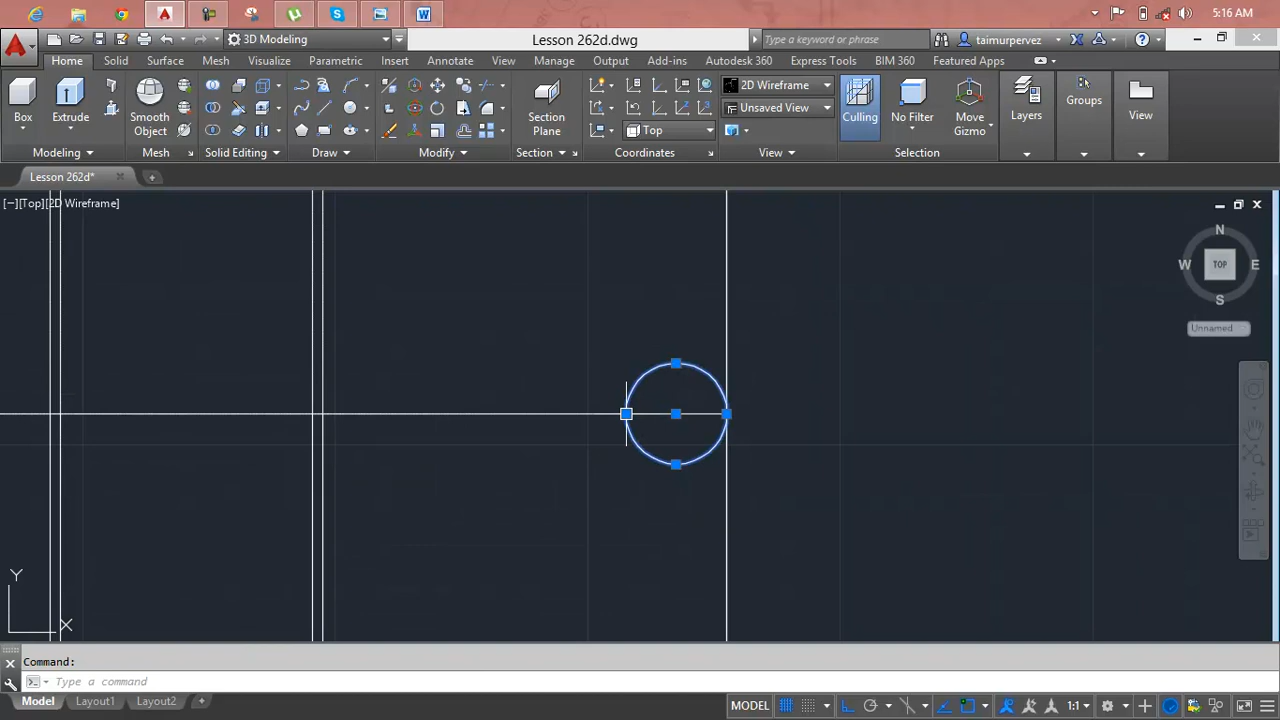 5:16 AM
3D Modeling
Lesson 262d.dwg
Type a keyword or phrase
taimurpervez
Home Solid Surface Mesh Visualize Parametric Insert Annotate View Manage Output Add-ins Autodesk 360 Express Tools BIM 360 Featured Apps
2D Wireframe
Unsaved View
Top
Box
Extrude
Smooth Object
Section Plane
Culling
No Filter
Move Gizmo
Layers
Groups
View
Modeling
Mesh
Solid Editing
Draw
Modify
Section
Coordinates
View
Selection
Lesson 262d*
[−][Top][2D Wireframe]
N
W TOP E
S
Unnamed
Y
X
Command:
Type a command
Model Layout1 Layout2
MODEL
1:1